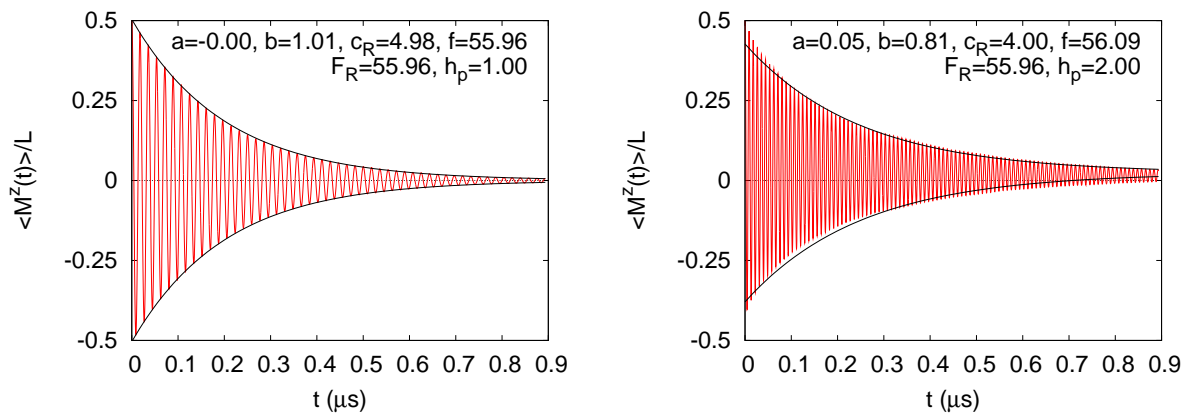 a=-0.00, b=1.01, c_R=4.98, f=55.96
F_R=55.96, h_p=1.00
0.5
0.25
0
-0.25
-0.5
<M^Z(t)>/L
0 0.1 0.2 0.3 0.4 0.5 0.6 0.7 0.8 0.9
t (μs)
a=0.05, b=0.81, c_R=4.00, f=56.09
F_R=55.96, h_p=2.00
0.5
0.25
0
-0.25
-0.5
<M^Z(t)>/L
0 0.1 0.2 0.3 0.4 0.5 0.6 0.7 0.8 0.9
t (μs)